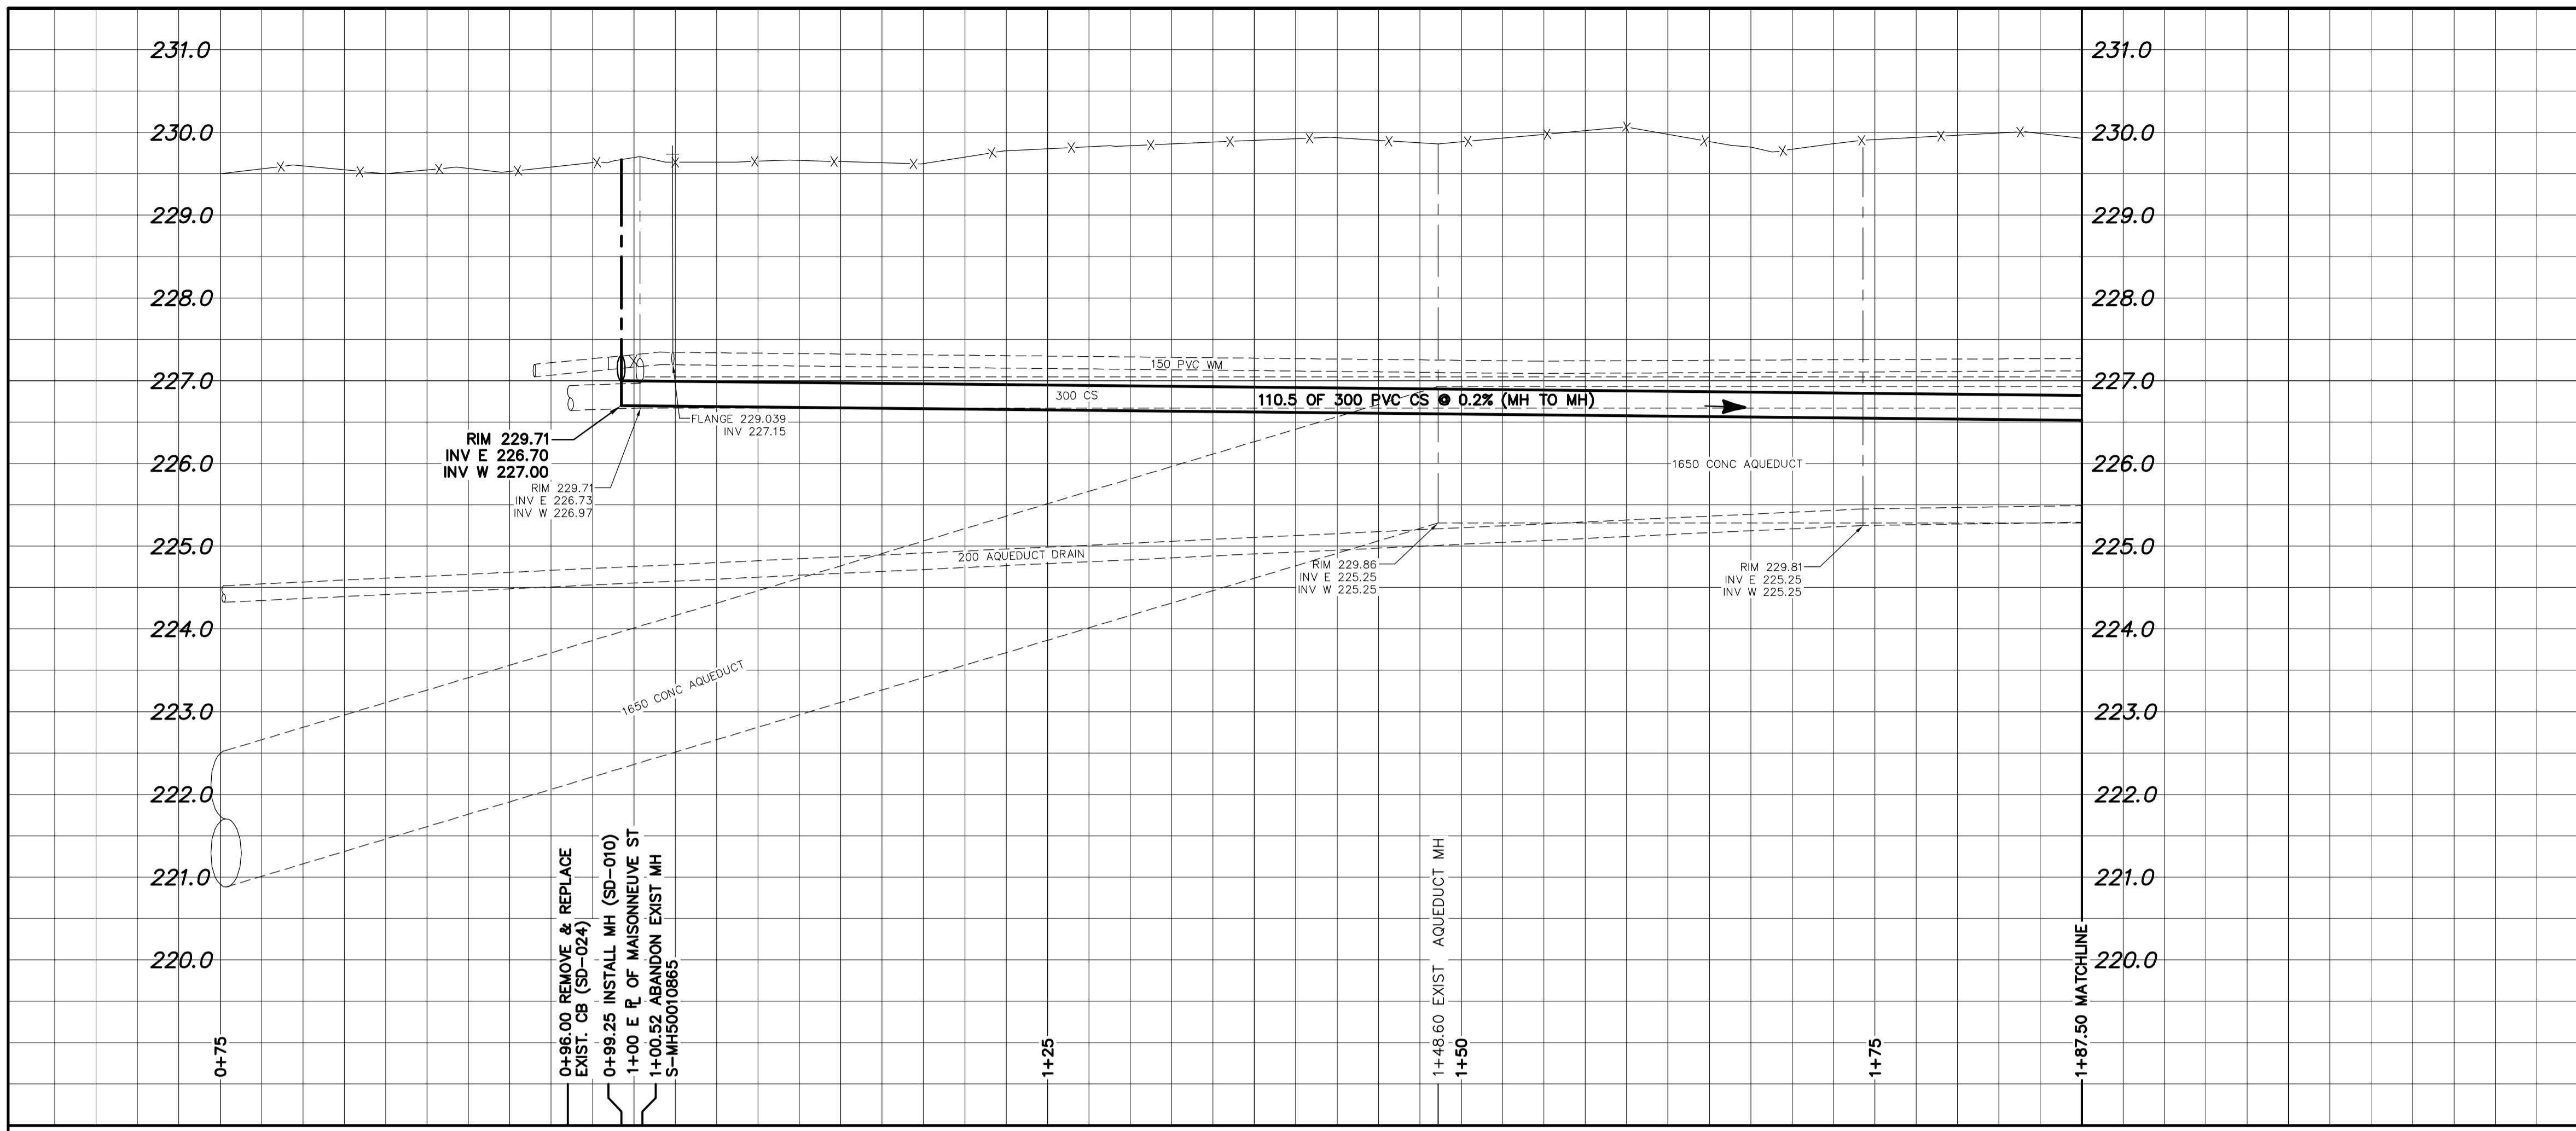 231.0
231.0
230.0
230.0
229.0
229.0
228.0
228.0
227.0
227.0
226.0
226.0
225.0
225.0
224.0
224.0
223.0
223.0
222.0
222.0
221.0
221.0
220.0
220.0
150 PVC WM
300 CS
110.5 OF 300 PVC CS @ 0.2% (MH TO MH)
FLANGE 229.039
INV 227.15
RIM 229.71
INV E 226.70
INV W 227.00
RIM 229.71
INV E 226.73
INV W 226.97
1650 CONC AQUEDUCT
200 AQUEDUCT DRAIN
RIM 229.86
INV E 225.25
INV W 225.25
RIM 229.81
INV E 225.25
INV W 225.25
1650 CONC AQUEDUCT
0+75
0+96.00 REMOVE & REPLACE
EXIST. CB (SD-024)
0+99.25 INSTALL MH (SD-010)
1+00 E PL OF MAISONNEUVE ST
1+00.52 ABANDON EXIST MH
S-MH50010865
1+25
1+48.60 EXIST AQUEDUCT MH
1+50
1+75
1+87.50 MATCHLINE